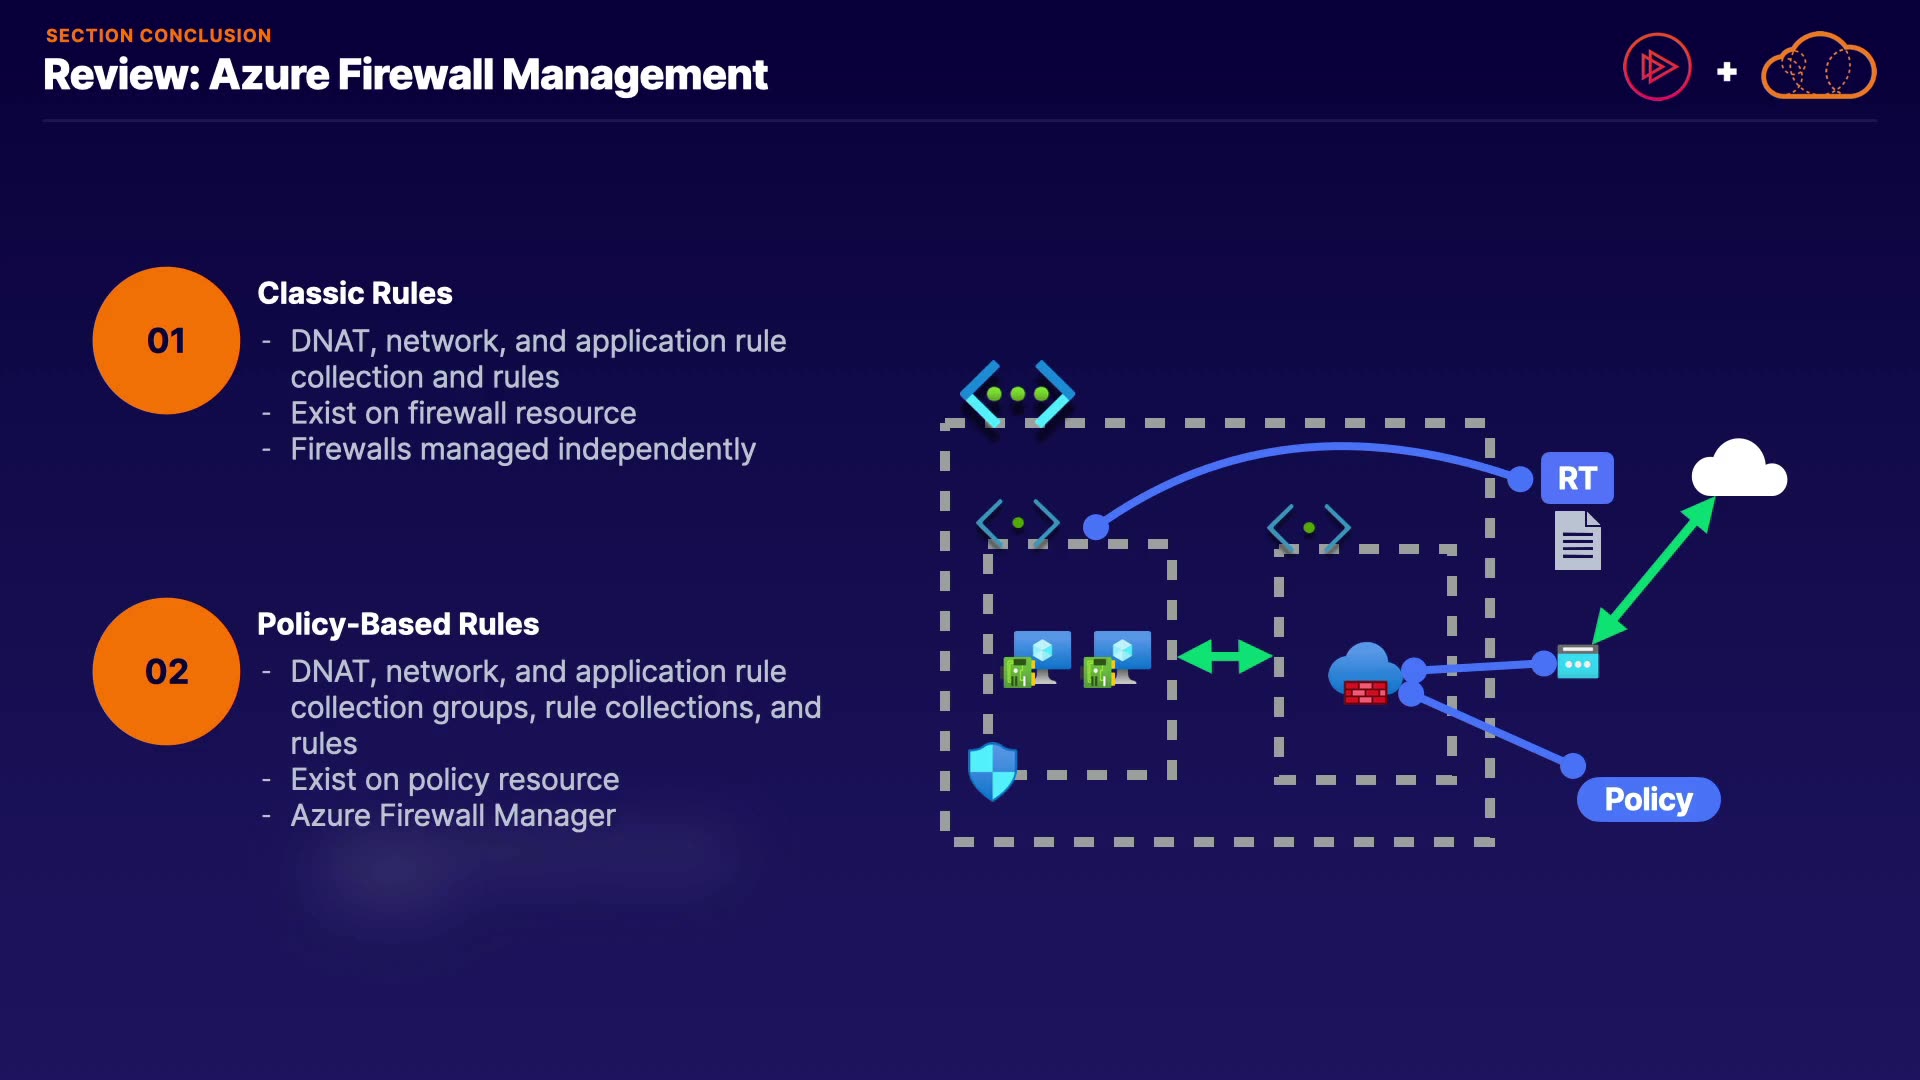 SECTION CONCLUSION
Review: Azure Firewall Management
+
01
Classic Rules
- DNAT, network, and application rule
collection and rules
- Exist on firewall resource
- Firewalls managed independently
02
Policy-Based Rules
- DNAT, network, and application rule
collection groups, rule collections, and
rules
- Exist on policy resource
- Azure Firewall Manager
RT
Policy